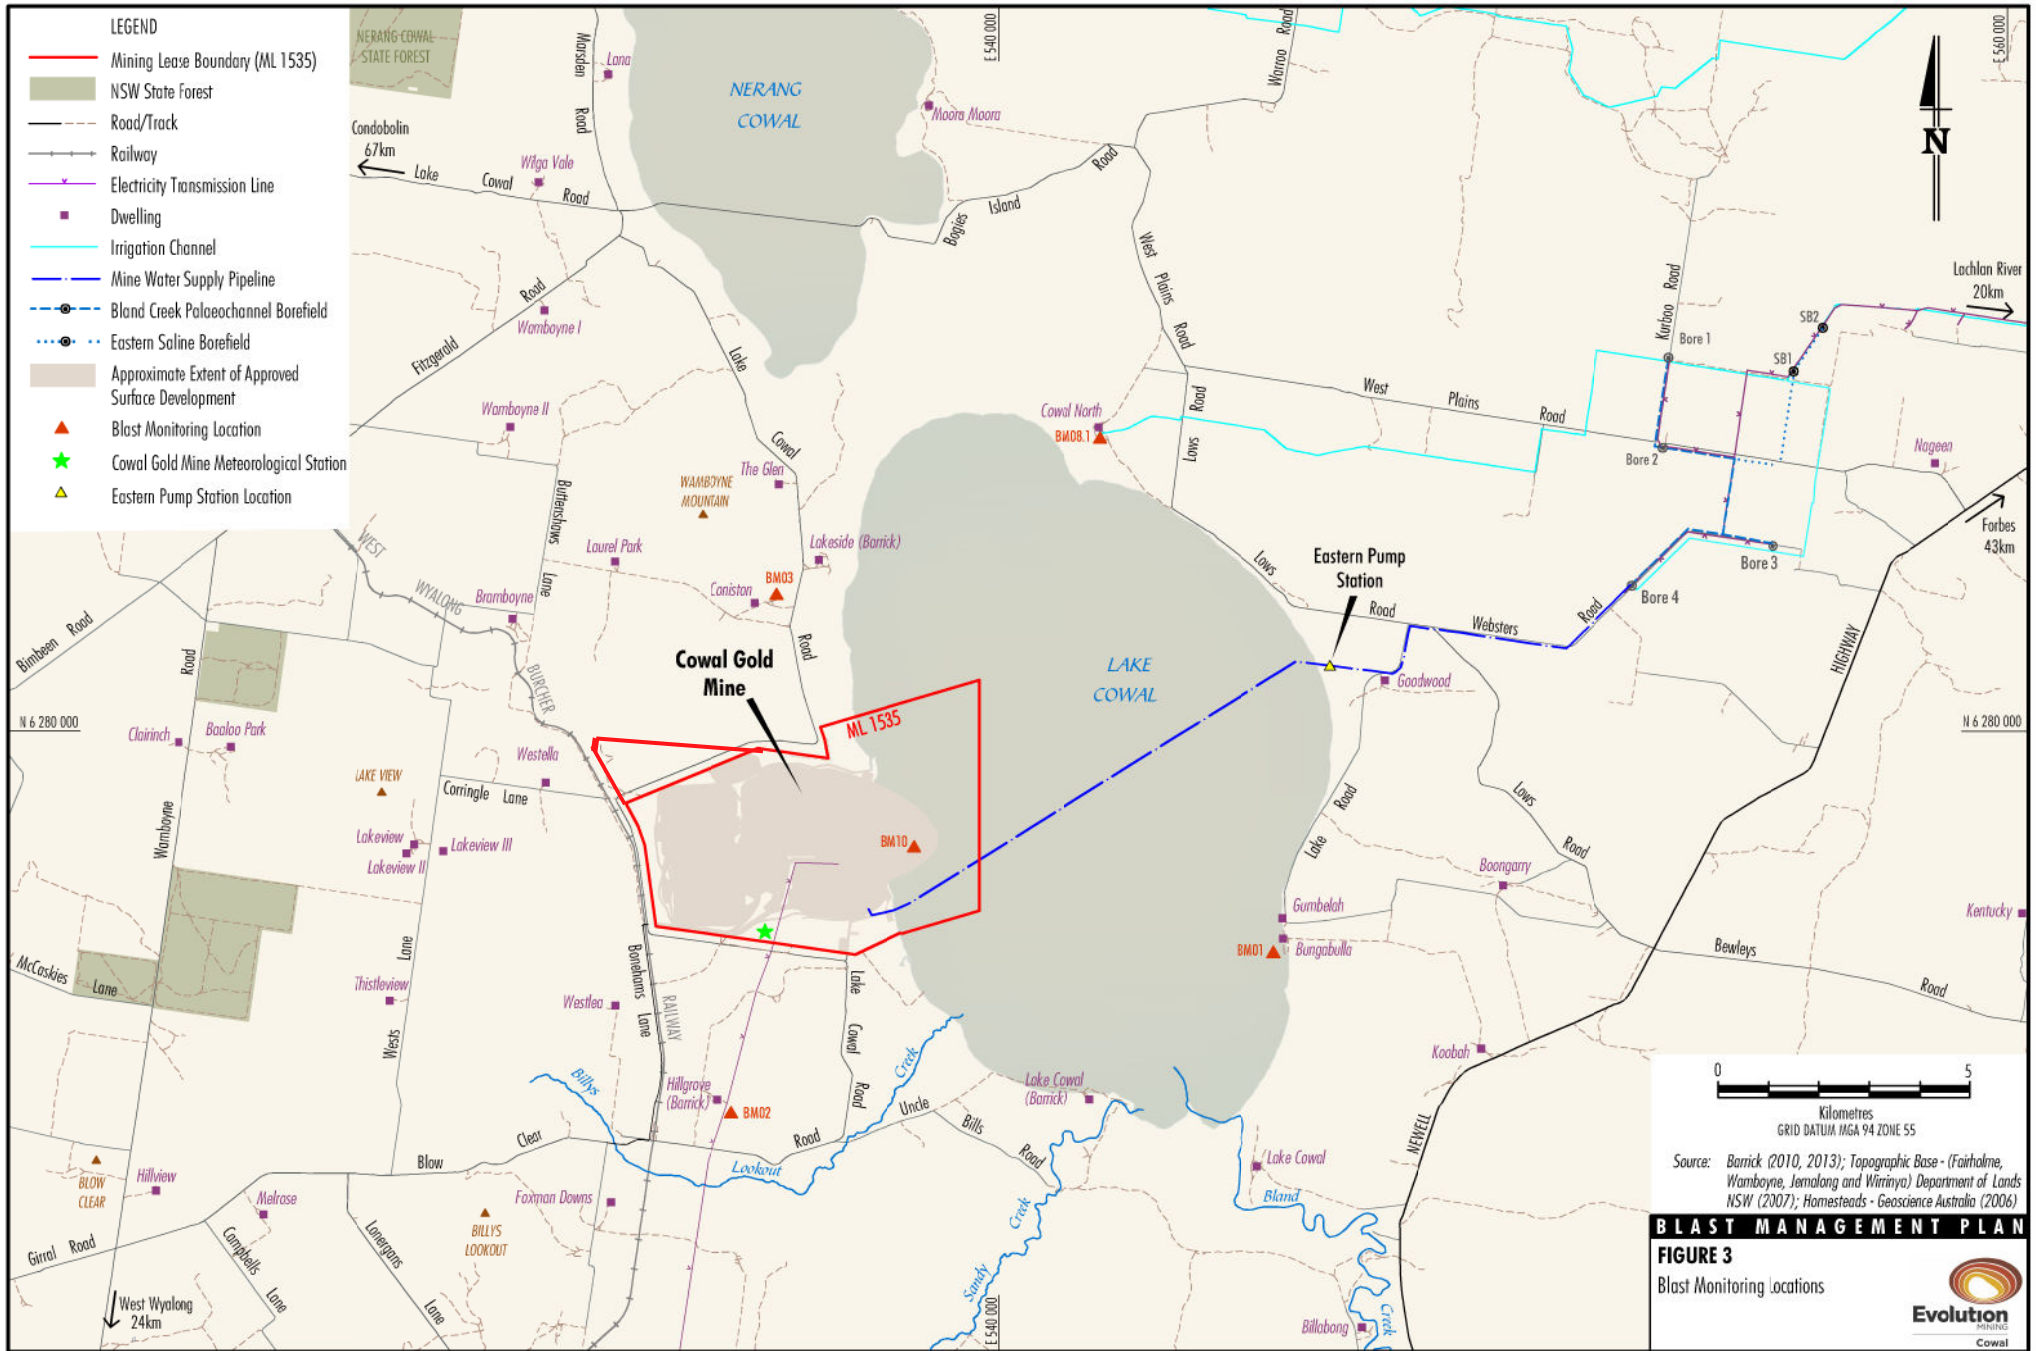 LEGEND
Mining Lease Boundary (ML 1535)
NSW State Forest
Road/Track
Railway
Electricity Transmission Line
Dwelling
Irrigation Channel
Mine Water Supply Pipeline
Bland Creek Palaeochannel Borefield
Eastern Saline Borefield
Approximate Extent of Approved
Surface Development
Blast Monitoring Location
Cowal Gold Mine Meteorological Station
Eastern Pump Station Location
NERANG COWAL
STATE FOREST
Marsden Road
Lana
NERANG
COWAL
Moora Moora
E 540 000
Warroo Road
E 560 000
N
Condobolin
67km
Lake Cowal Road
Wilga Vale
Bogies Island Road
West Plains Road
Kurboo Road
Lachlan River
20km
Fitzgerald Road
Wamboyne I
Lake Cowal Road
SB2
SB1
Bore 1
Wamboyne II
Cowal North
BM08.1
Lows Road
West Plains Road
Bore 2
Nageen
The Glen
WAMBOYNE
MOUNTAIN
Buttenshaws Lane
Laurel Park
Lakeside (Barrick)
BM03
Coniston
Eastern Pump
Station
Forbes
43km
Bore 3
Bore 4
WEST WYALONG BURCHER RAILWAY
Bramboyne
Bimbeen Road
Lows Road
Websters Road
Cowal Gold
Mine
LAKE
COWAL
Goodwood
NEWELL HIGHWAY
N 6 280 000
N 6 280 000
ML 1535
Clairinch
Baaloo Park
Westella
LAKE VIEW
Corringle Lane
Wamboyne Road
Lakeview
Lakeview II
Lakeview III
BM10
Lake Road
Lows Road
Boongarry
Gumbelah
Kentucky
BM01
Bungabulla
Bewleys Road
McCaskies Lane
Thistleview
Wests Lane
Westlea
Bonehams Lane
Lake Cowal Road
Koobah
Billys Creek
Hillgrove
(Barrick)
BM02
Lake Cowal
(Barrick)
Uncle Bills Road
Blow Clear Road
Lookout
BLOW
CLEAR
Hillview
Melrose
Foxman Downs
BILLYS
LOOKOUT
Lake Cowal
Bland Creek
Sandy Creek
Girral Road
Campbells Lane
Lonergans Lane
West Wyalong
24km
E 540 000
Billabong
0 5
Kilometres
GRID DATUM MGA 94 ZONE 55
Source: Barrick (2010, 2013); Topographic Base - (Fairholme,
Wamboyne, Jemalong and Wirrinya) Department of Lands
NSW (2007); Homesteads - Geoscience Australia (2006)
BLAST MANAGEMENT PLAN
FIGURE 3
Blast Monitoring Locations
Evolution
MINING
Cowal